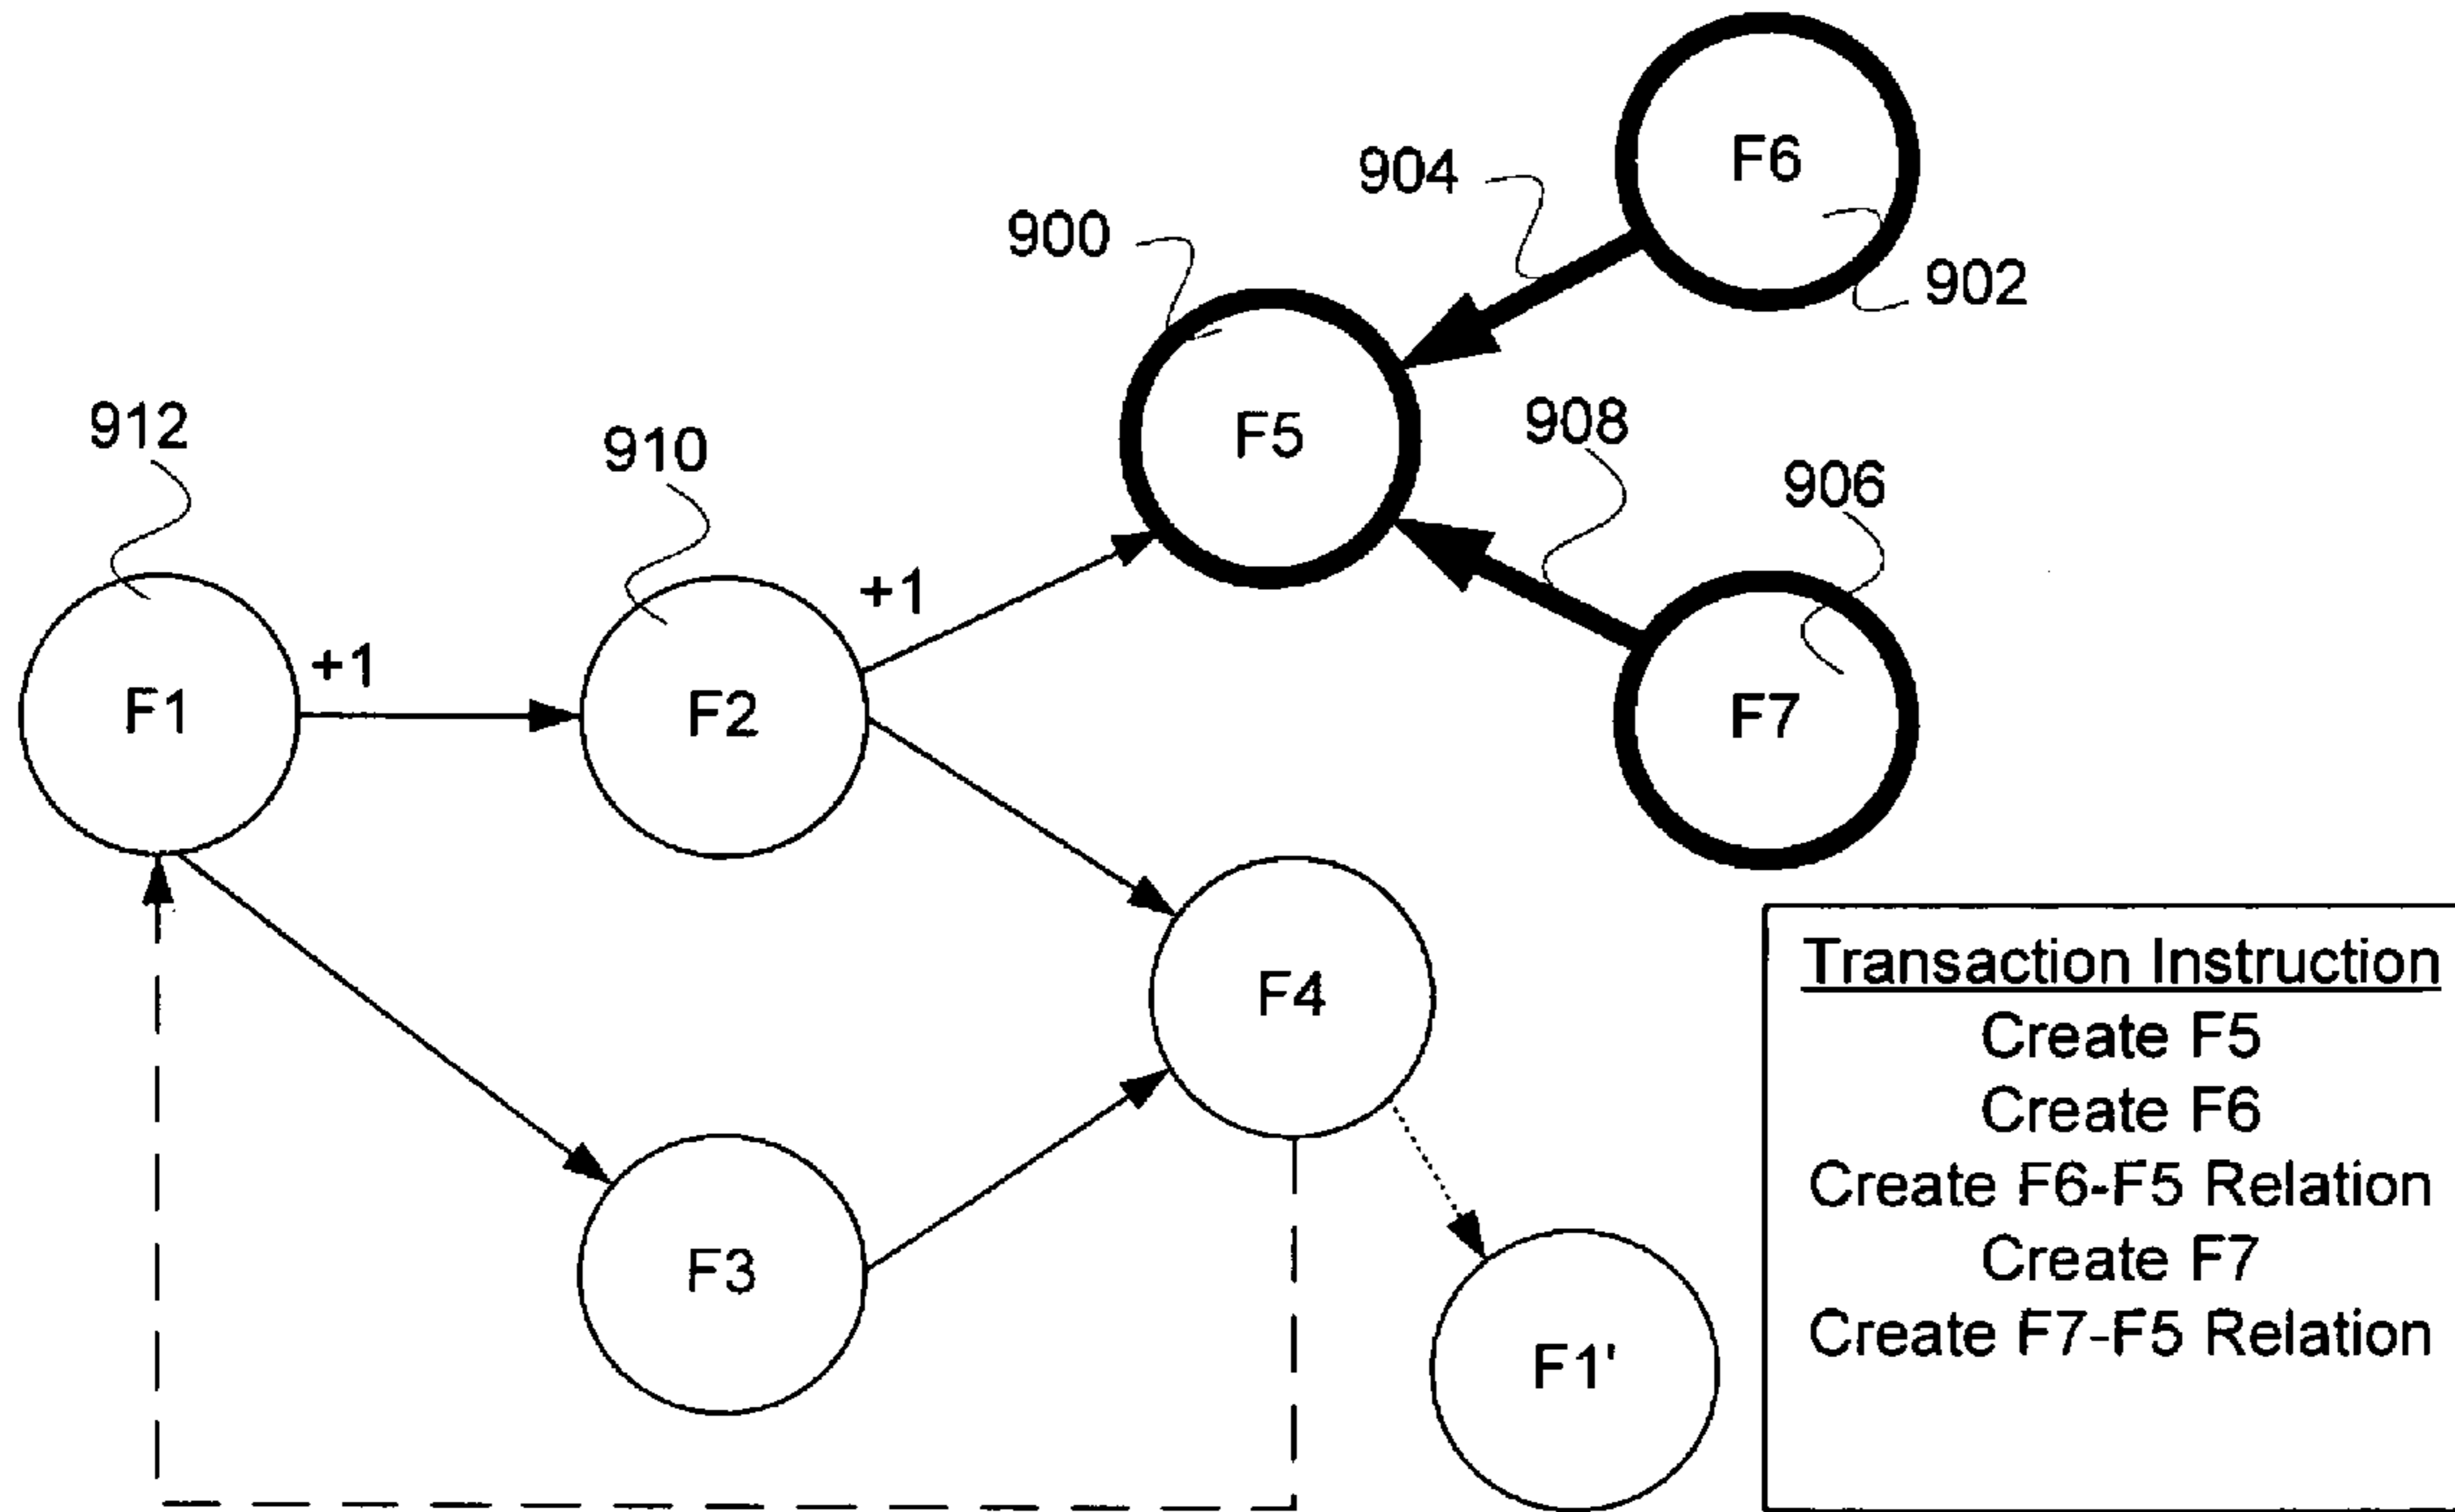 F6
904
900
902
F5
912
910
908
906
+1
+1
F1
F2
F7
F4
F3
F1'
Transaction Instruction
Create F5
Create F6
Create F6-F5 Relation
Create F7
Create F7-F5 Relation